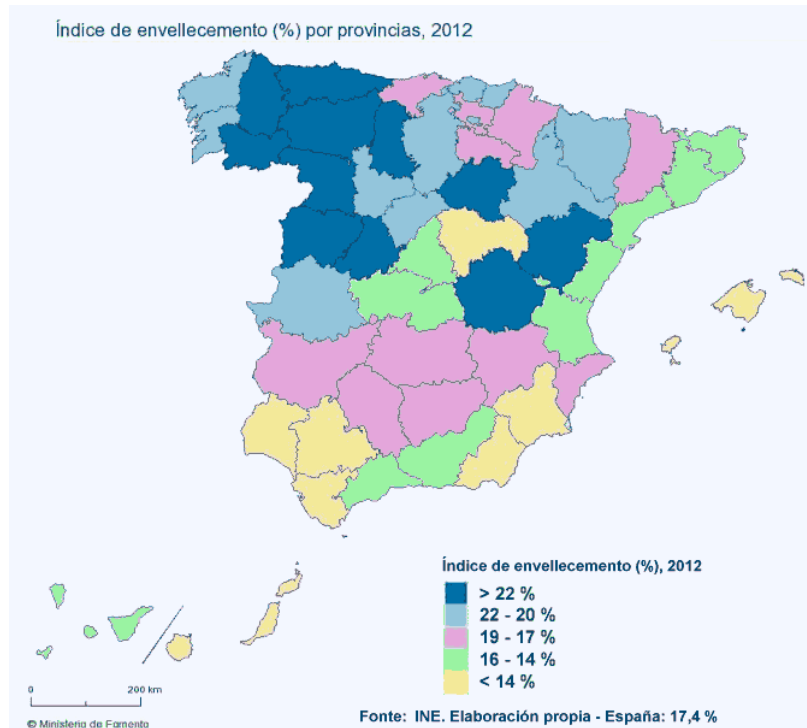 Índice de envellecemento (%) por provincias, 2012
Índice de envellecemento (%), 2012
> 22 %
22 - 20 %
19 - 17 %
16 - 14 %
< 14 %
0 200 km
© Ministerio de Fomento
Fonte: INE. Elaboración propia - España: 17,4 %